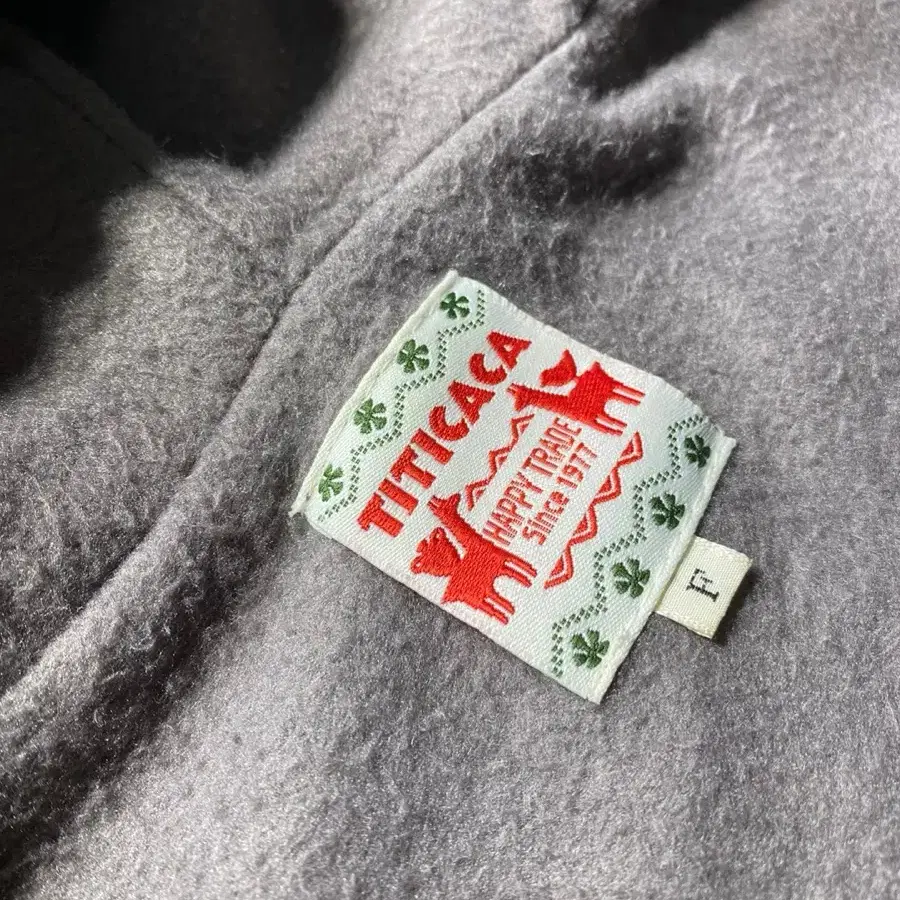 TITICACA
HAPPY TRADE
Since 1977
F